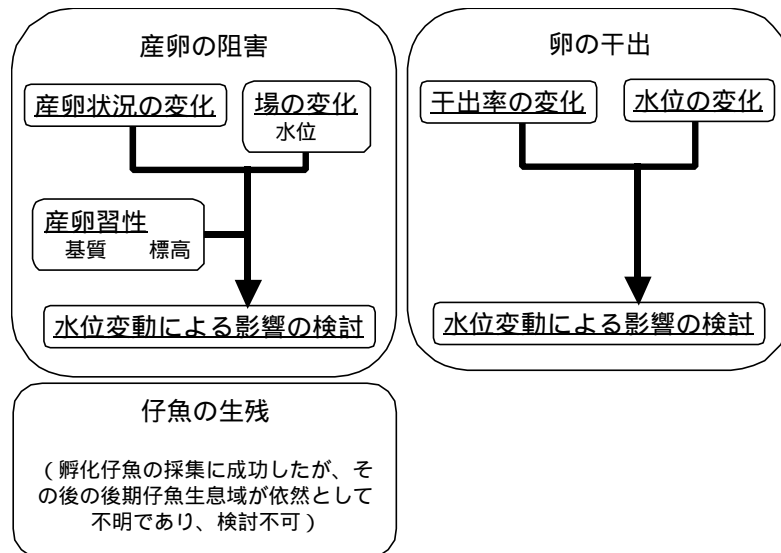 産卵の阻害
産卵状況の変化
場の変化
水位
産卵習性
基質 標高
水位変動による影響の検討
卵の干出
干出率の変化
水位の変化
水位変動による影響の検討
仔魚の生残
（孵化仔魚の採集に成功したが、そ
の後の後期仔魚生息域が依然として
不明であり、検討不可）